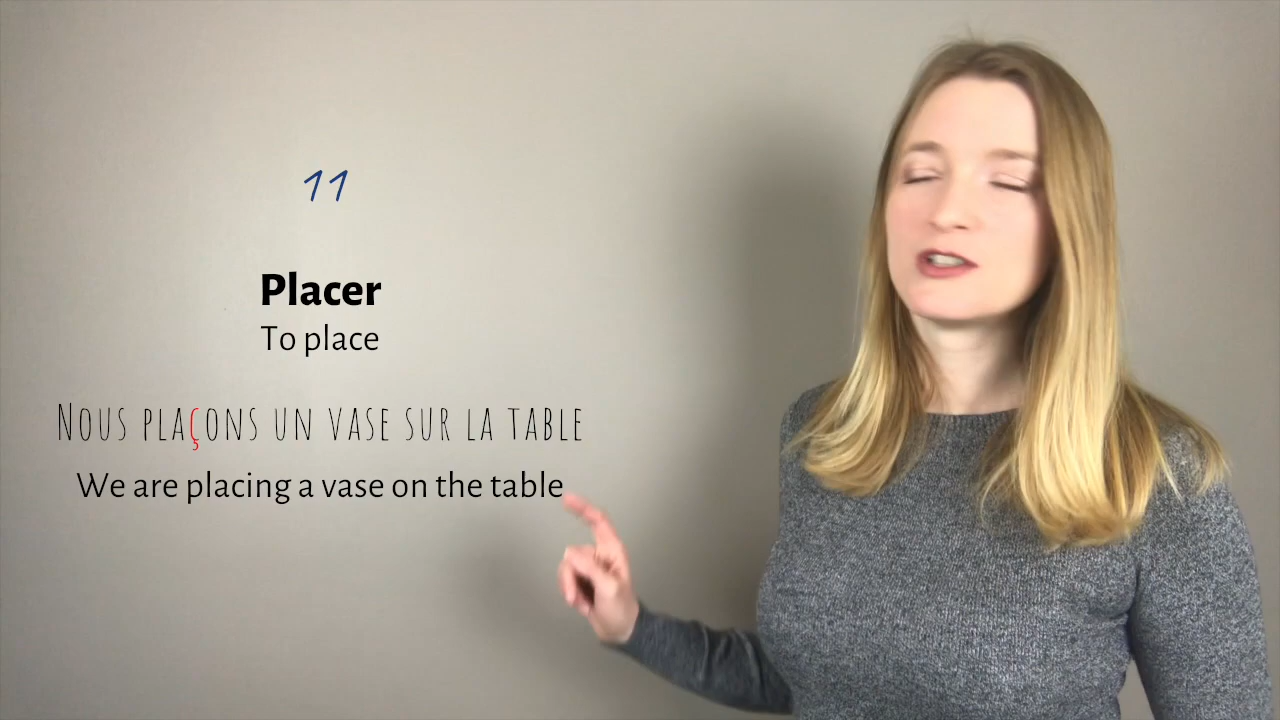 11
Placer
To place
Nous plaçons un vase sur la table
We are placing a vase on the table